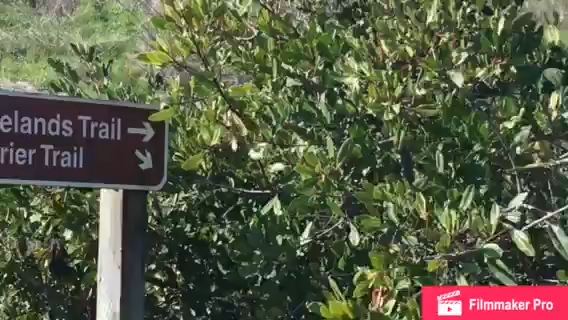 elands Trail →
rier Trail ↘
Filmmaker Pro